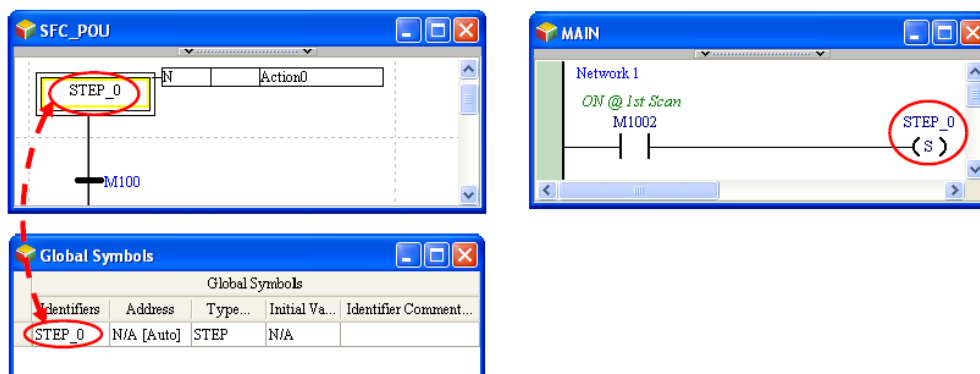 SFC_POU
N Action0
STEP_0
M100
MAIN
Network 1
ON @ 1st Scan
M1002
STEP_0
S
Global Symbols
Global Symbols
Identifiers Address Type... Initial Va... Identifier Comment...
STEP_0 N/A [Auto] STEP N/A